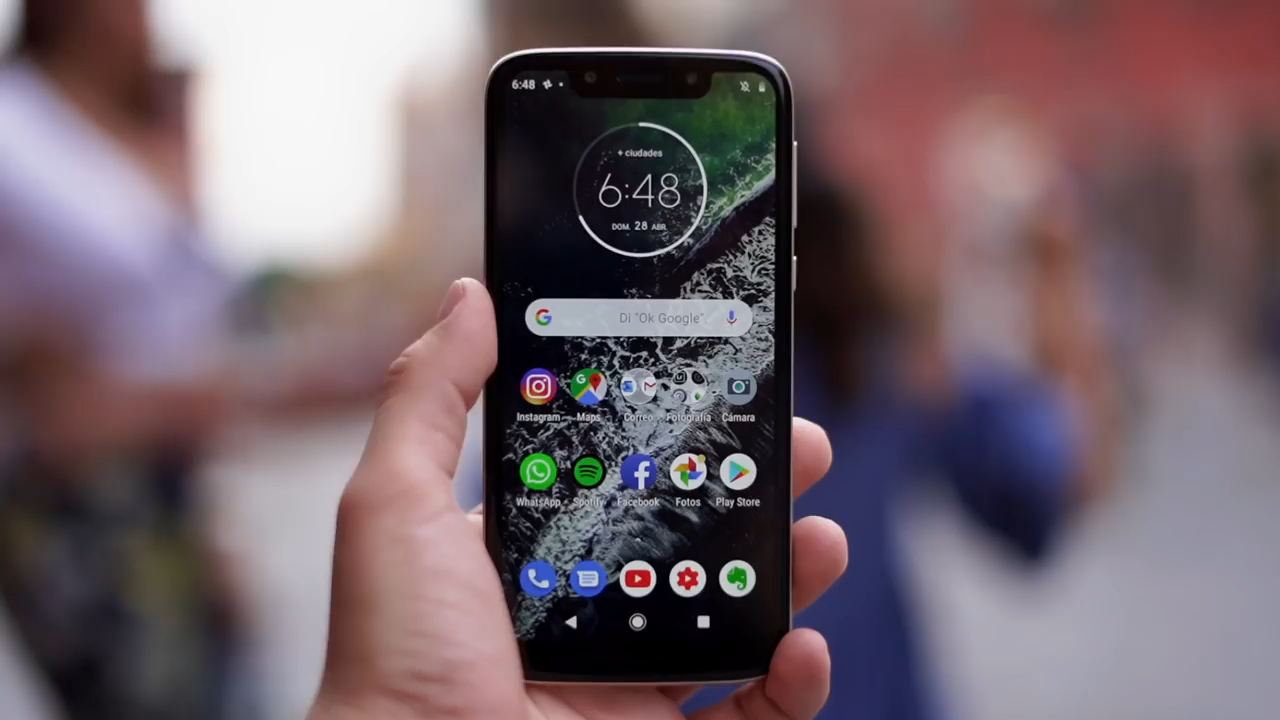 6:48
+ ciudades
6:48
DOM. 28 ABR.
Di "Ok Google"
Instagram Maps Correo Fotografía Cámara
WhatsApp Spotify Facebook Fotos Play Store